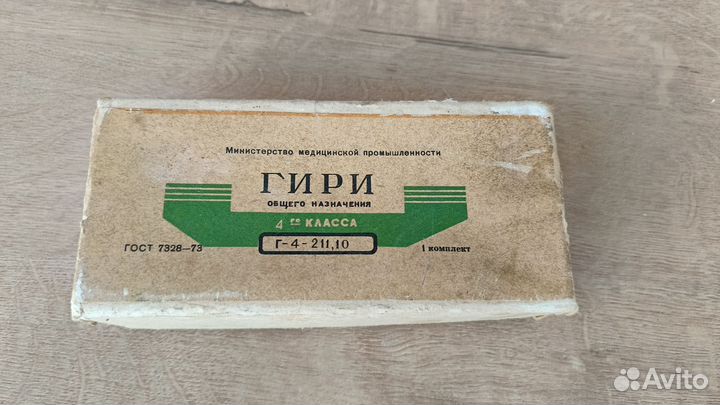 Министерство медицинской промышленности
ГИРИ
ОБЩЕГО НАЗНАЧЕНИЯ
4 го КЛАССА
ГОСТ 7328—73
Г-4-211,10
1 комплект
Avito